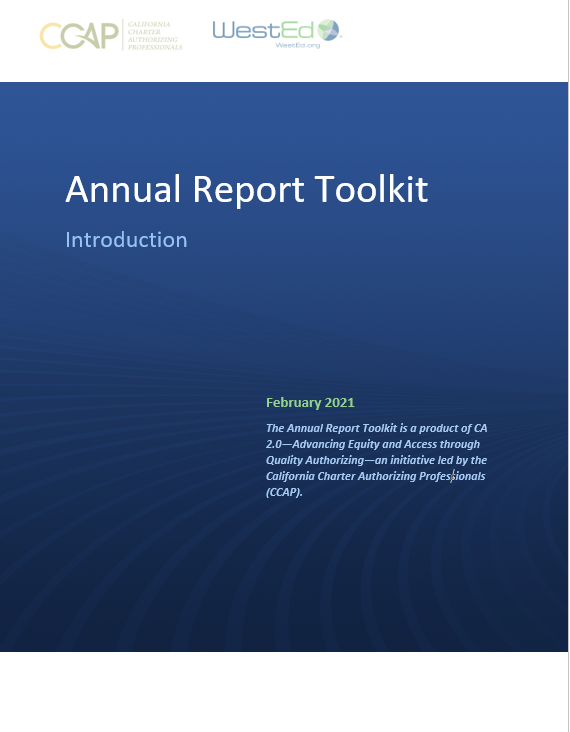 CCAP
CALIFORNIA
CHARTER
AUTHORIZING
PROFESSIONALS
WestEd
WestEd.org
Annual Report Toolkit
Introduction
February 2021
The Annual Report Toolkit is a product of CA
2.0—Advancing Equity and Access through
Quality Authorizing—an initiative led by the
California Charter Authorizing Professionals
(CCAP).